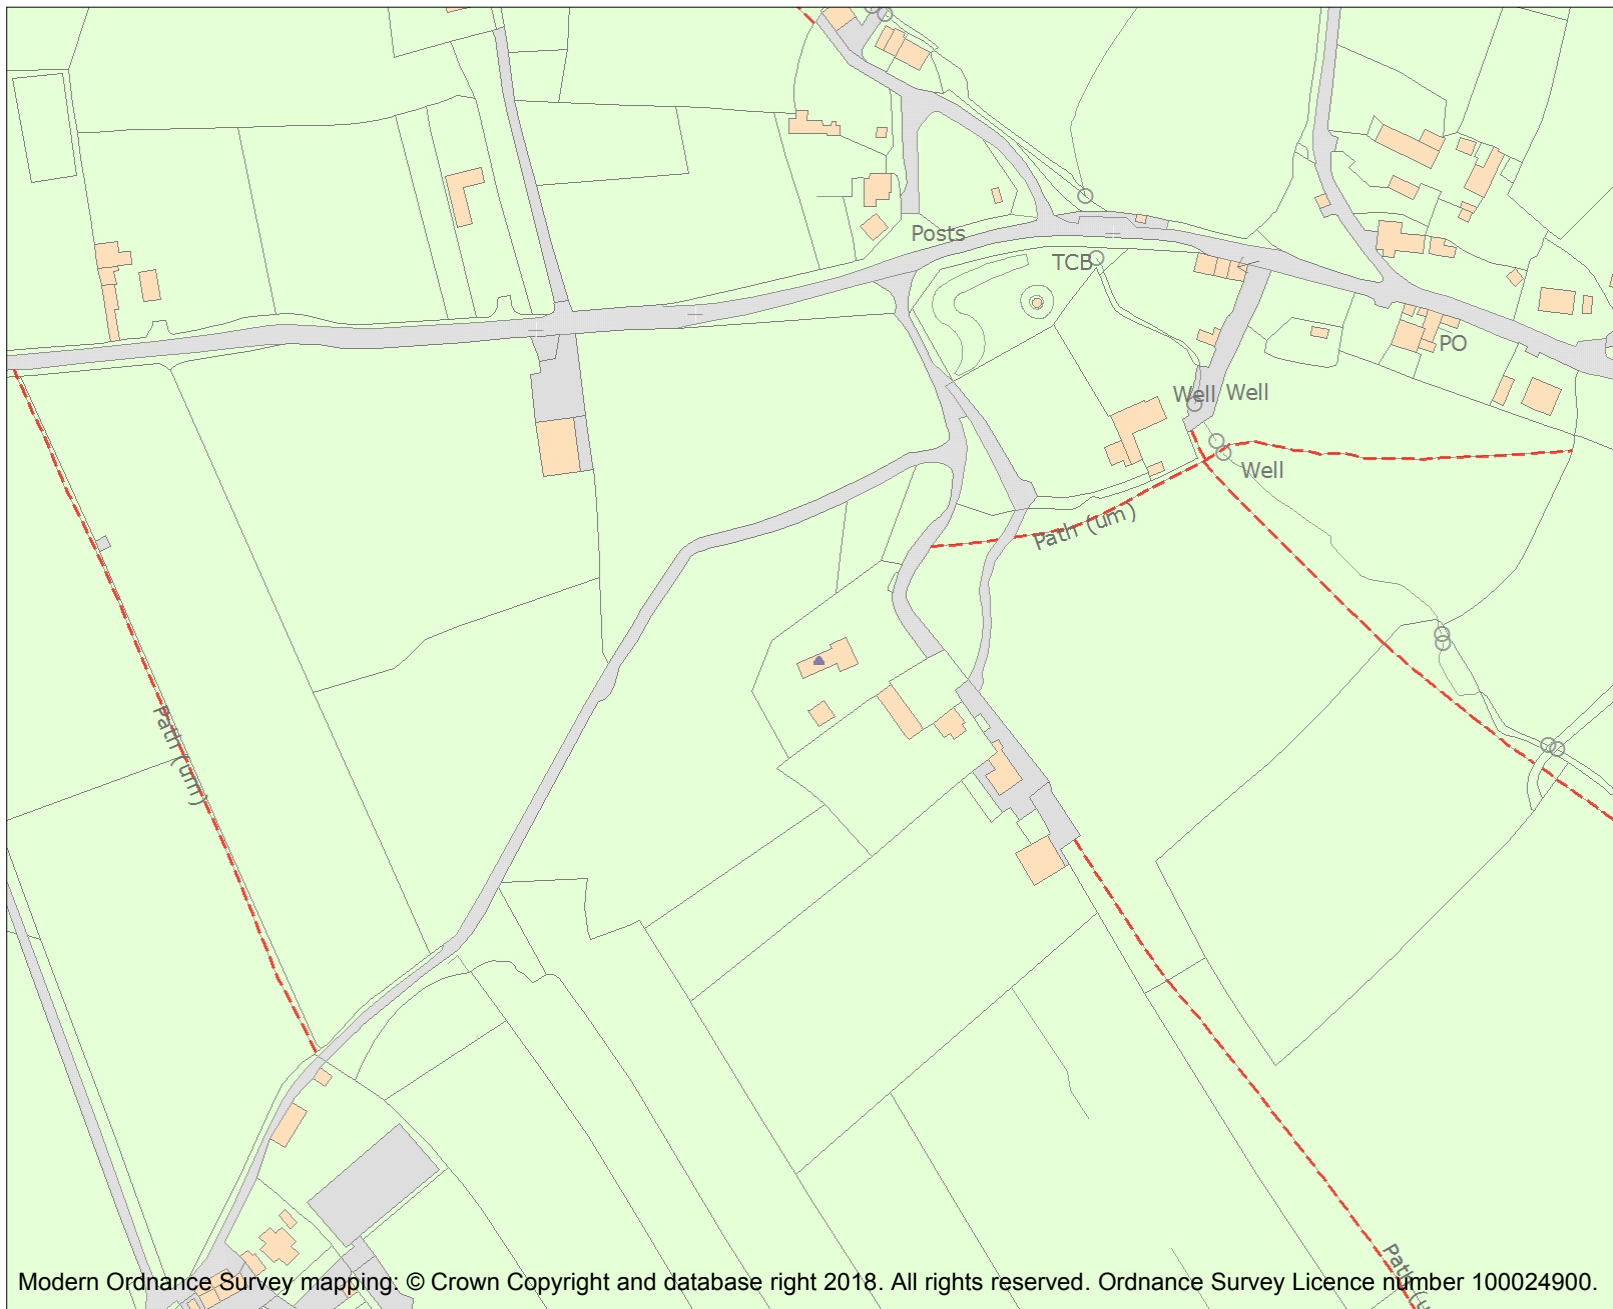 Posts
TCB
PO
Well Well
Well
Path (um)
Path (um)
Modern Ordnance Survey mapping: © Crown Copyright and database right 2018. All rights reserved. Ordnance Survey Licence number 100024900.